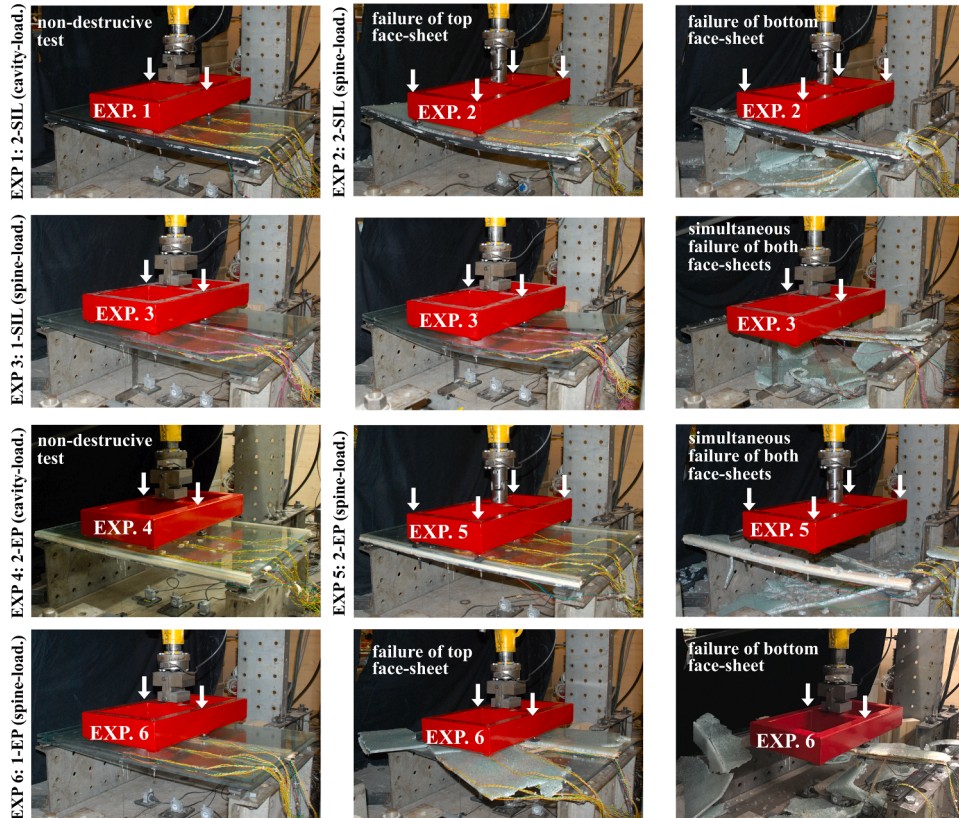 EXP 1: 2-SIL (cavity-load.)
non-destrucive
test
EXP. 1
EXP 2: 2-SIL (spine-load.)
failure of top
face-sheet
EXP. 2
failure of bottom
face-sheet
EXP. 2
EXP 3: 1-SIL (spine-load.)
EXP. 3
EXP. 3
simultaneous
failure of both
face-sheets
EXP. 3
EXP 4: 2-EP (cavity-load.)
non-destrucive
test
EXP. 4
EXP 5: 2-EP (spine-load.)
EXP. 5
simultaneous
failure of both
face-sheets
EXP. 5
EXP 6: 1-EP (spine-load.)
EXP. 6
failure of top
face-sheet
EXP. 6
failure of bottom
face-sheet
EXP. 6